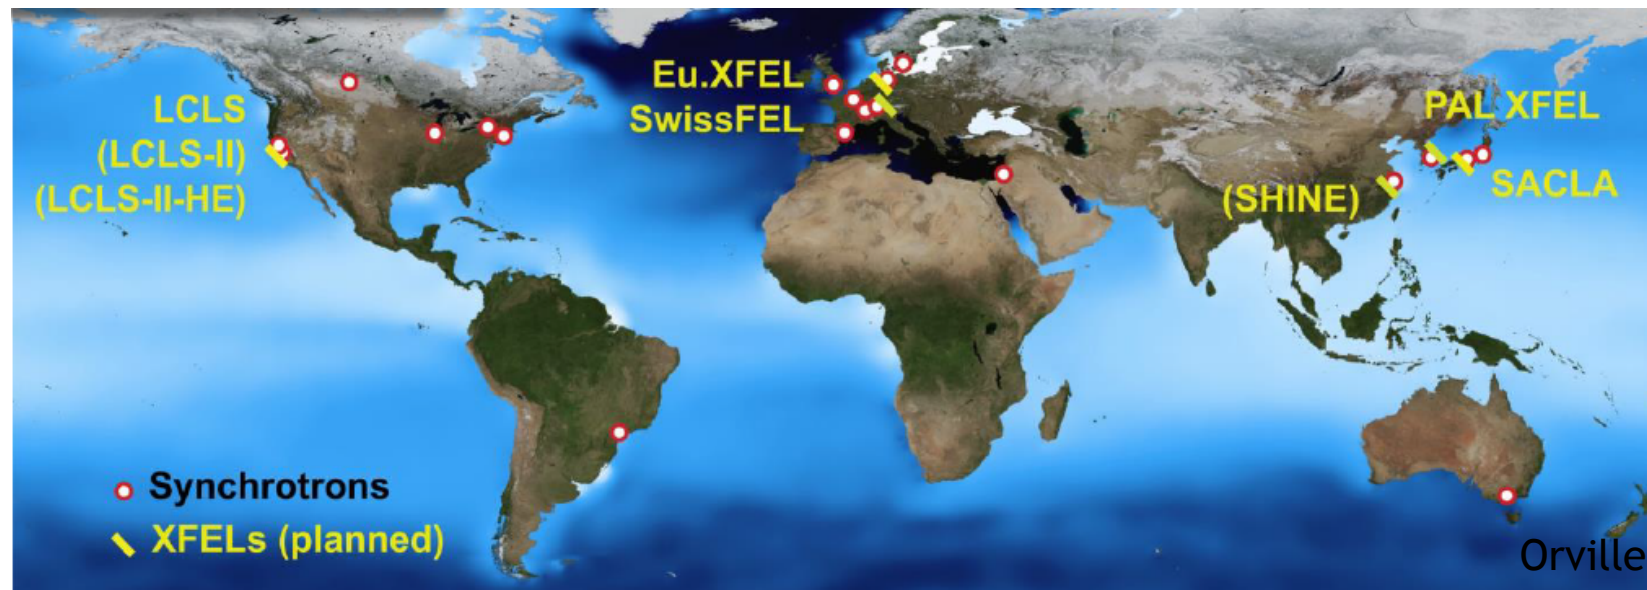 LCLS
(LCLS-II)
(LCLS-II-HE)
Eu.XFEL
SwissFEL
PAL XFEL
SACLA
(SHINE)
Synchrotrons
XFELs (planned)
Orville